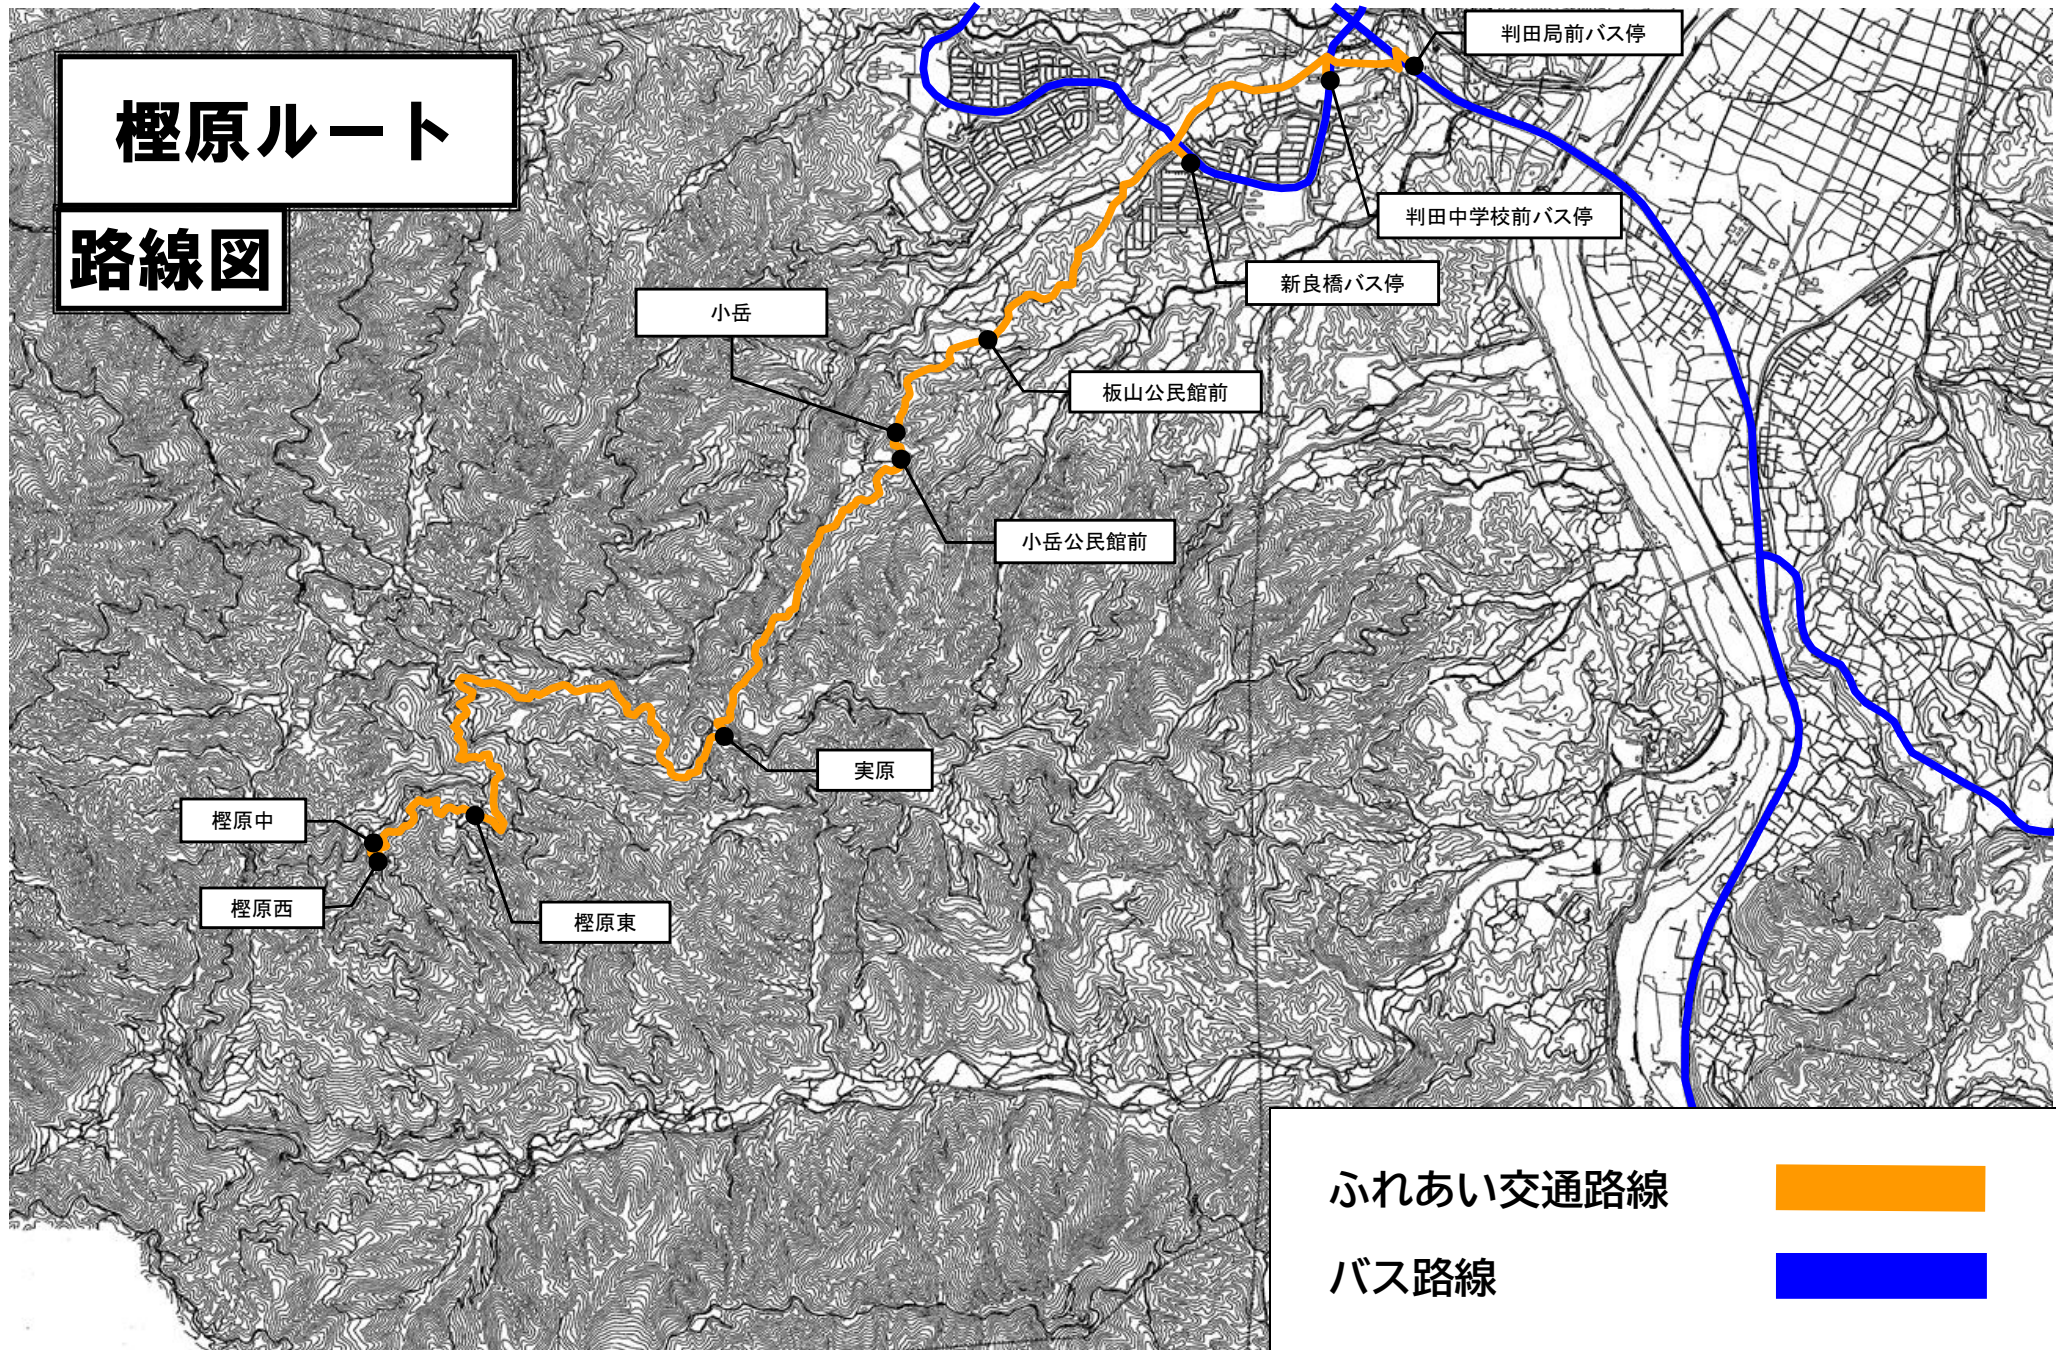 樫原ルート
路線図
判田局前バス停
判田中学校前バス停
新良橋バス停
小岳
板山公民館前
小岳公民館前
実原
樫原中
樫原西
樫原東
ふれあい交通路線
バス路線